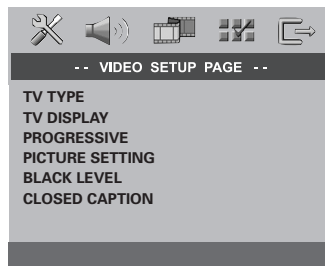 -- VIDEO SETUP PAGE --
TV TYPE
TV DISPLAY
PROGRESSIVE
PICTURE SETTING
BLACK LEVEL
CLOSED CAPTION